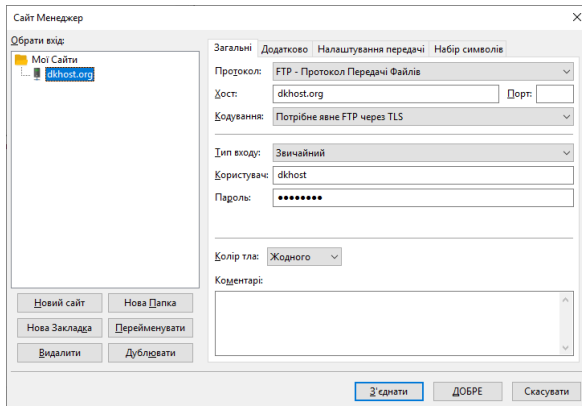 Сайт Менеджер
Обрати вхід:
Мої Сайти
dkhost.org
Новий сайт
Нова Папка
Нова Закладка
Перейменувати
Видалити
Дублювати
Загальні
Додатково
Налаштування передачі
Набір символів
Протокол:
FTP - Протокол Передачі Файлів
Хост:
dkhost.org
Порт:
Кодування:
Потрібне явне FTP через TLS
Тип входу:
Звичайний
Користувач:
dkhost
Пароль:
●●●●●●●●
Колір тла:
Жодного
Коментарі:
З'єднати
ДОБРЕ
Скасувати